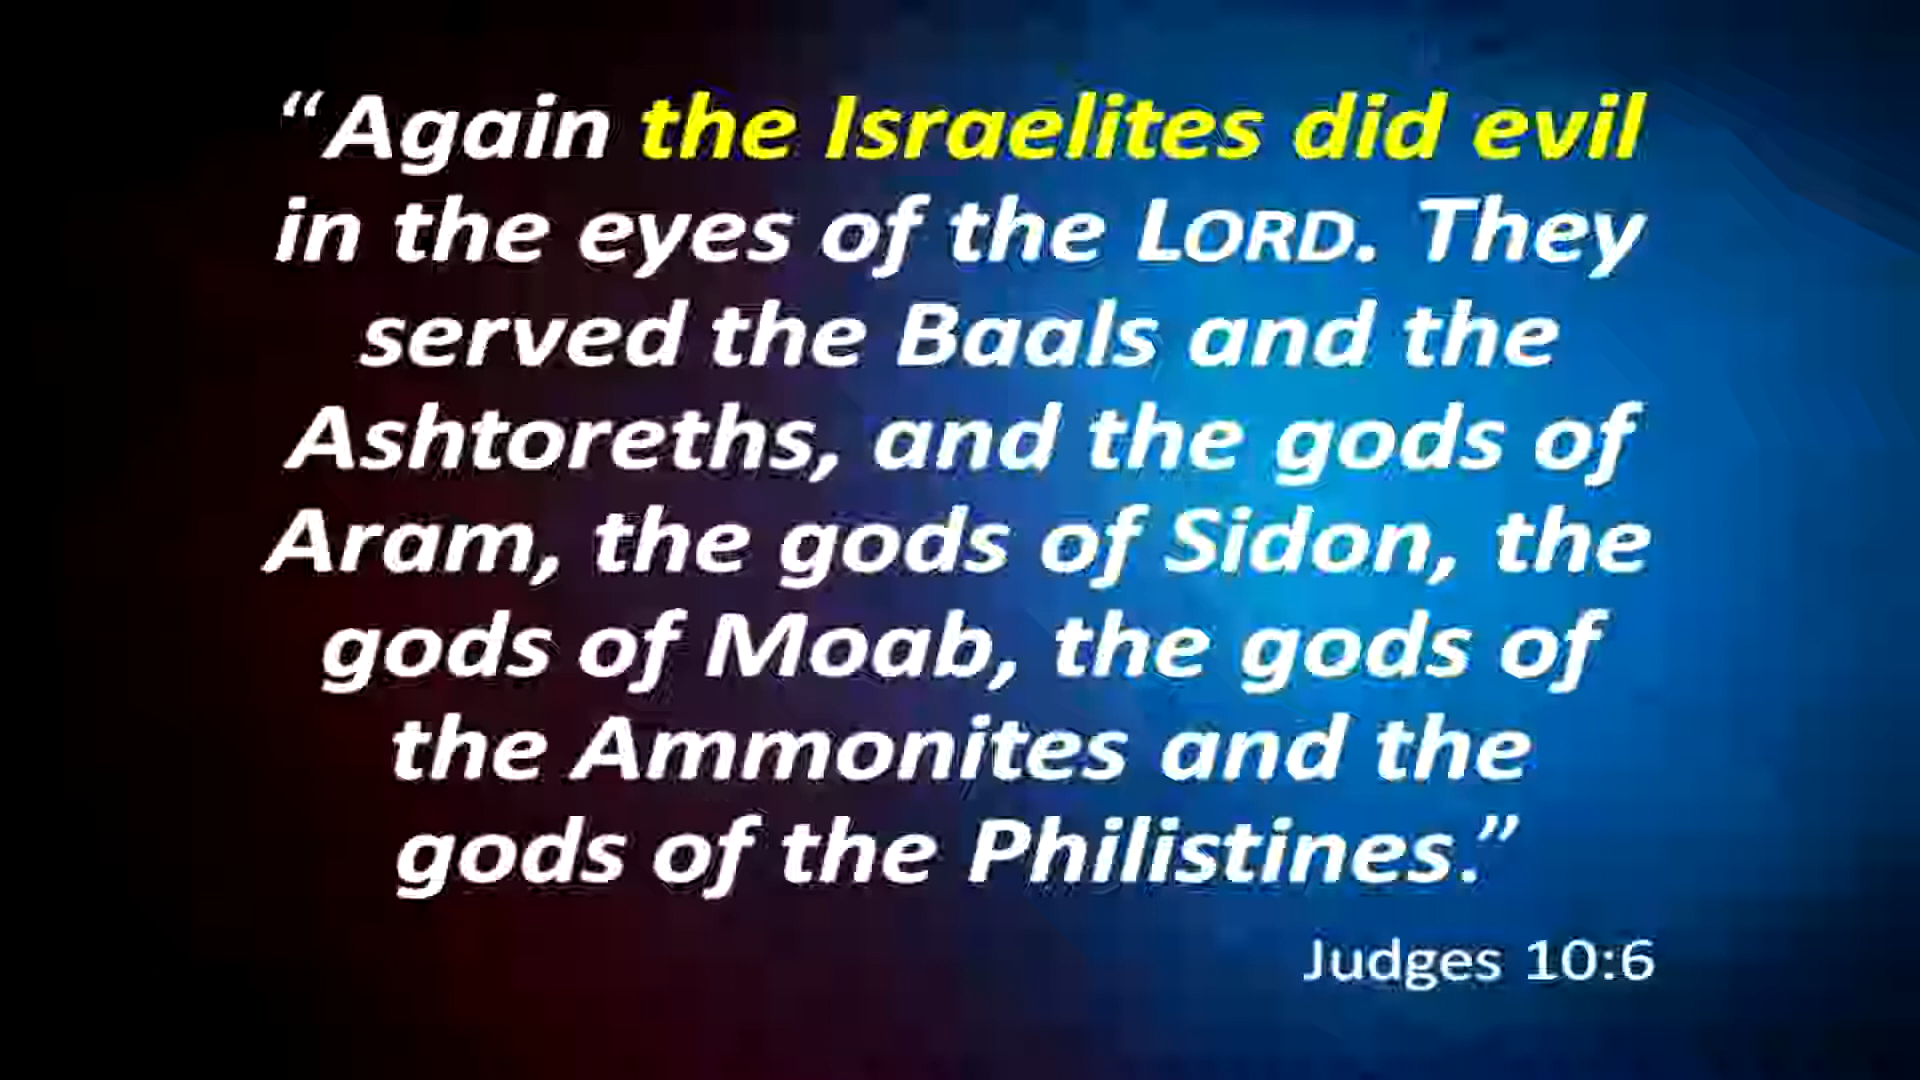 “Again the Israelites did evil
in the eyes of the LORD. They
served the Baals and the
Ashtoreths, and the gods of
Aram, the gods of Sidon, the
gods of Moab, the gods of
the Ammonites and the
gods of the Philistines.”
Judges 10:6